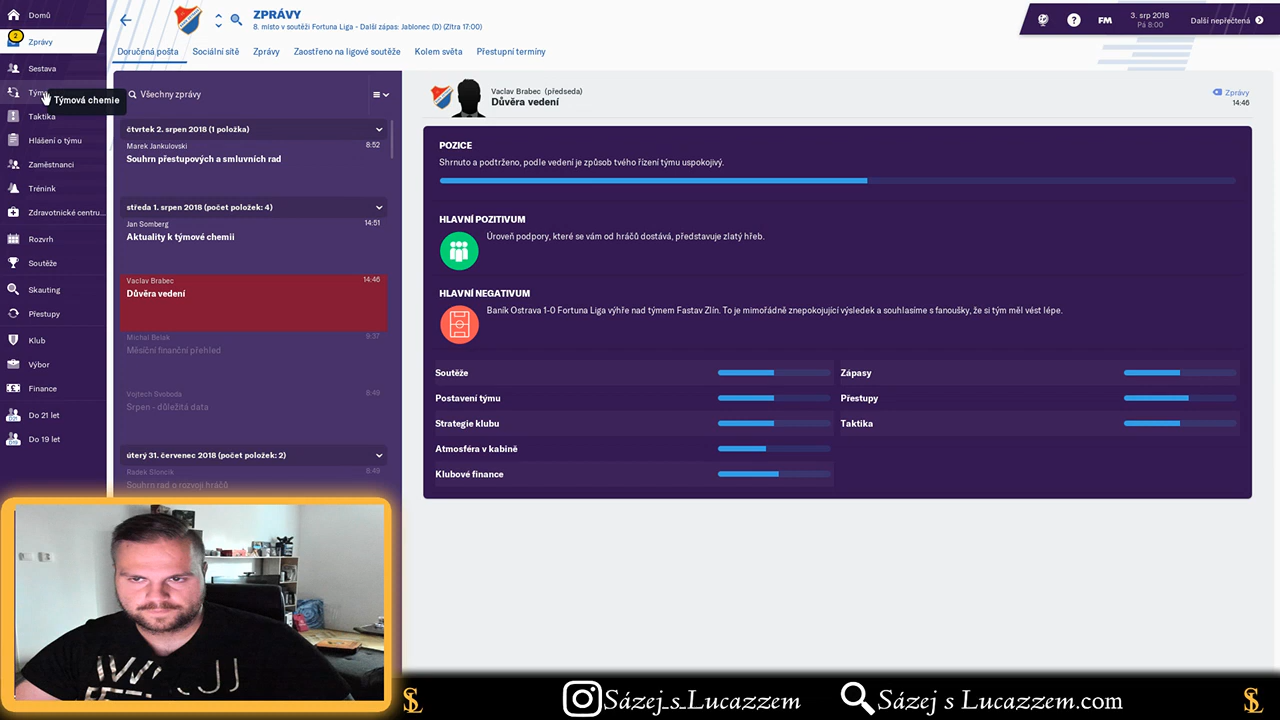 Domů
2
Zprávy
Sestava
Týmová chemie
Taktika
Hlášení o týmu
Zaměstnanci
Trénink
Zdravotnické centru...
Rozvrh
Soutěže
Skauting
Přestupy
Klub
Výbor
Finance
Do 21 let
Do 19 let
ZPRÁVY
8. místo v soutěži Fortuna Liga - Další zápas: Jablonec (D) (Zítra 17:00)
FM
3. srp 2018
Pá 8:00
Další nepřečtená
Doručená pošta
Sociální sítě
Zprávy
Zaostřeno na ligové soutěže
Kolem světa
Přestupní termíny
Všechny zprávy
čtvrtek 2. srpen 2018 (1 položka)
Marek Jankulovski 8:52
Souhrn přestupových a smluvních rad
středa 1. srpen 2018 (počet položek: 4)
Jan Somberg 14:51
Aktuality k týmové chemii
Vaclav Brabec 14:46
Důvěra vedení
Michal Belak 9:37
Měsíční finanční přehled
Vojtech Svoboda 8:49
Srpen - důležitá data
úterý 31. červenec 2018 (počet položek: 2)
Radek Sloncik 8:49
Souhrn rad o rozvoji hráčů
Vaclav Brabec (předseda)
Důvěra vedení
Zprávy
14:46
POZICE
Shrnuto a podtrženo, podle vedení je způsob tvého řízení týmu uspokojivý.
HLAVNÍ POZITIVUM
Úroveň podpory, které se vám od hráčů dostává, představuje zlatý hřeb.
HLAVNÍ NEGATIVUM
Baník Ostrava 1-0 Fortuna Liga výhře nad týmem Fastav Zlín. To je mimořádně znepokojující výsledek a souhlasíme s fanoušky, že si tým měl vést lépe.
Soutěže
Zápasy
Postavení týmu
Přestupy
Strategie klubu
Taktika
Atmosféra v kabině
Klubové finance
Sázej_s_Lucazzem
Sázej s Lucazzem.com